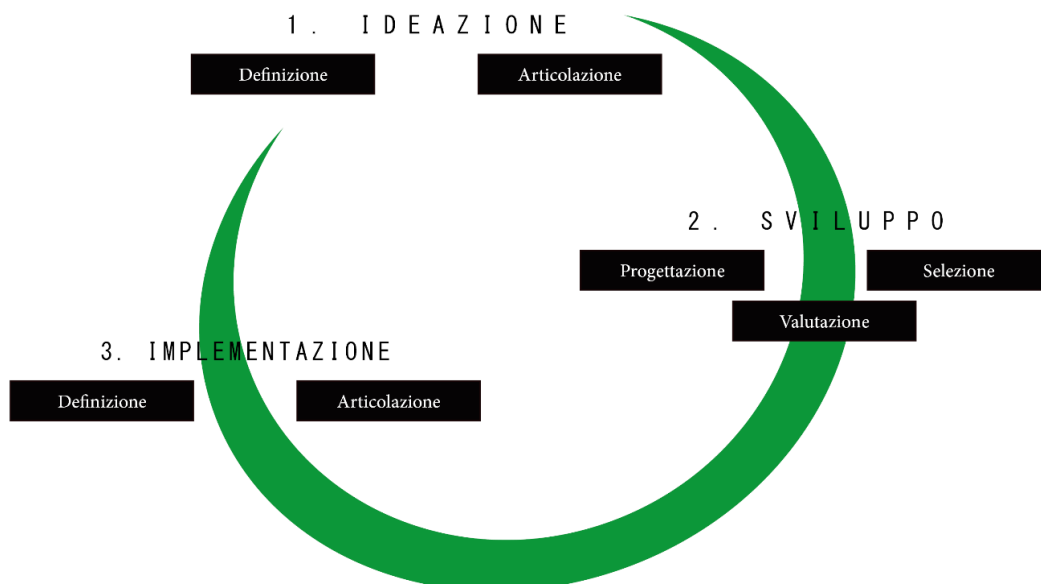 1. IDEAZIONE
Definizione
Articolazione
2. SVILUPPO
Progettazione
Selezione
Valutazione
3. IMPLEMENTAZIONE
Definizione
Articolazione